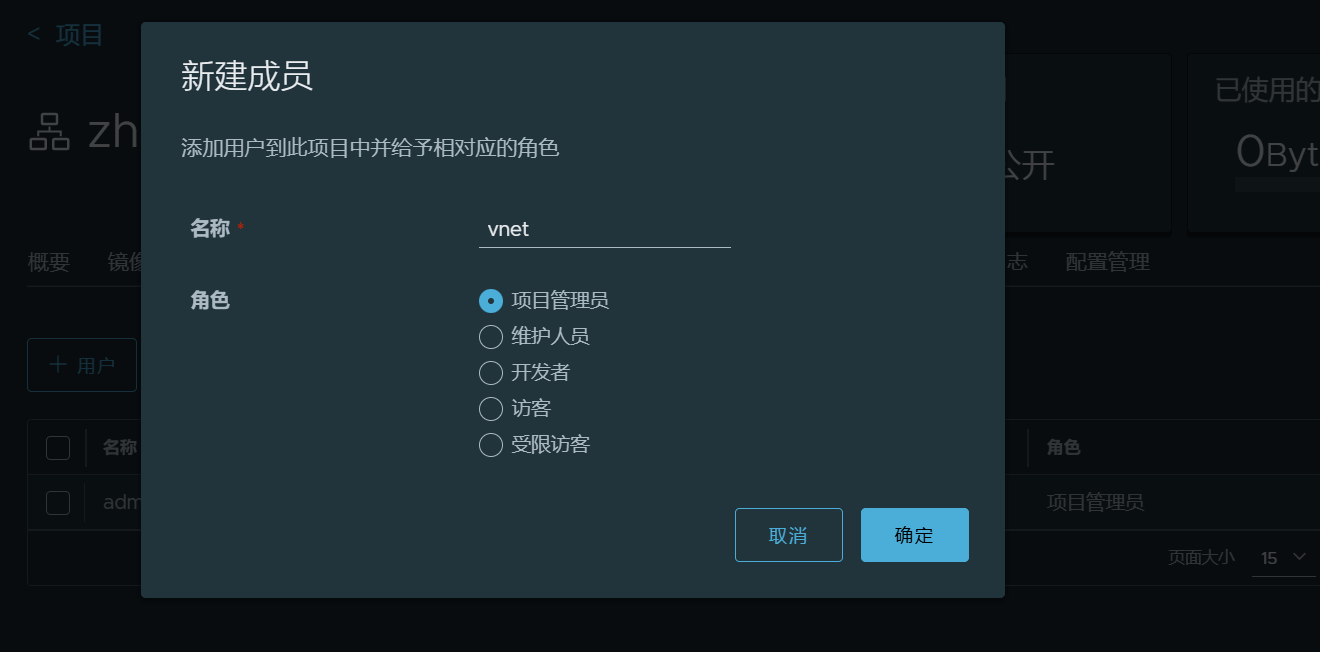 < 项目
新建成员
已使用的
添加用户到此项目中并给予相对应的角色
zh
公开
0Byt
名称 * vnet
概要 镜像 志 配置管理
角色
项目管理员
维护人员
开发者
访客
受限访客
+ 用户
名称 角色
adm 项目管理员
取消 确定
页面大小 15